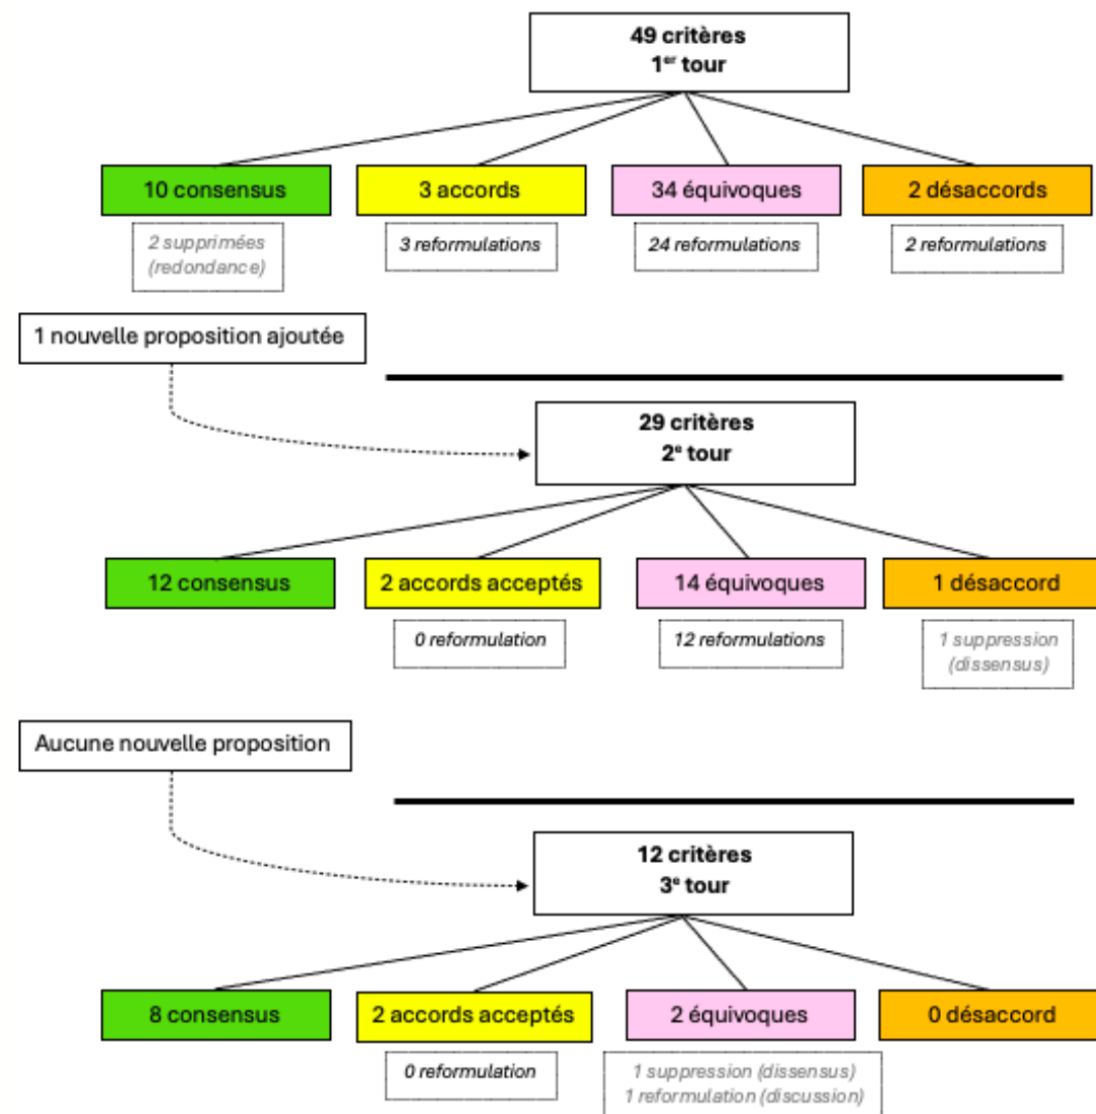 49 critères
1er tour
10 consensus
3 accords
34 équivoques
2 désaccords
2 supprimées
(redondance)
3 reformulations
24 reformulations
2 reformulations
1 nouvelle proposition ajoutée
29 critères
2e tour
12 consensus
2 accords acceptés
14 équivoques
1 désaccord
0 reformulation
12 reformulations
1 suppression
(dissensus)
Aucune nouvelle proposition
12 critères
3e tour
8 consensus
2 accords acceptés
2 équivoques
0 désaccord
0 reformulation
1 suppression (dissensus)
1 reformulation (discussion)